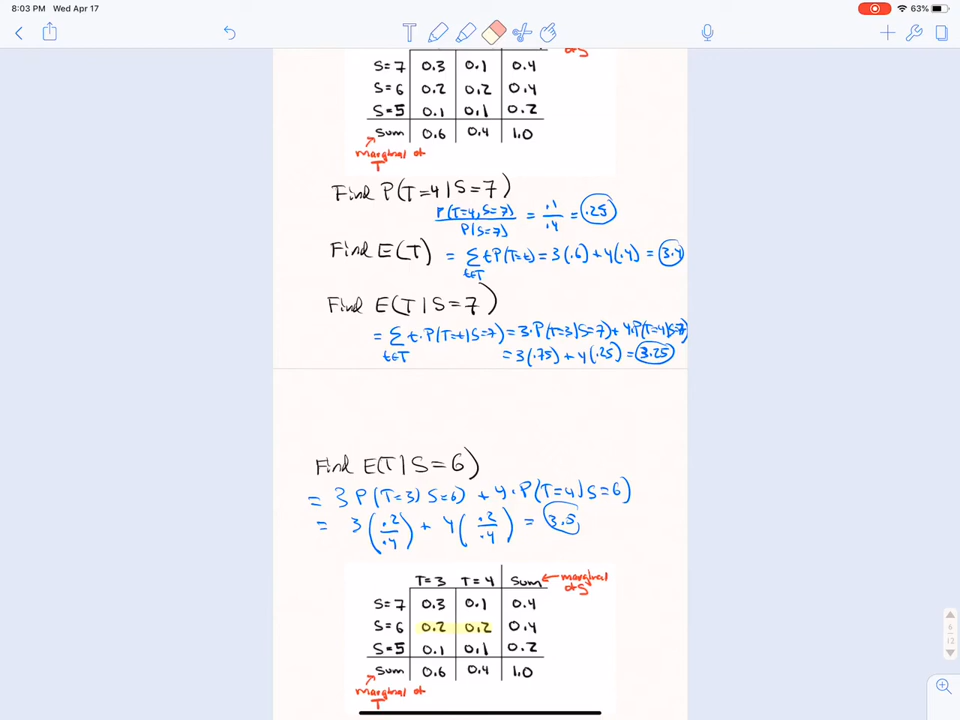 8:03 PM Wed Apr 17
63%
of S
S=7 0.3 0.1 0.4
S=6 0.2 0.2 0.4
S=5 0.1 0.1 0.2
Sum 0.6 0.4 1.0
marginal of
T
Find P(T=4|S=7)
P(T=4, S=7) / P(S=7) = .1/.4 = .25
Find E(T) = Σ t∈T t P(T=t) = 3(.6) + 4(.4) = 3.4
Find E(T|S=7)
= Σ t∈T t·P(T=t|S=7) = 3·P(T=3|S=7) + 4·P(T=4|S=7)
= 3(.75) + 4(.25) = 3.25
Find E(T|S=6)
= 3 P(T=3|S=6) + 4·P(T=4|S=6)
= 3(.2/.4) + 4(.2/.4) = 3.5
T=3 T=4 Sum ← marginal
of S
S=7 0.3 0.1 0.4
S=6 0.2 0.2 0.4
S=5 0.1 0.1 0.2
Sum 0.6 0.4 1.0
marginal of
T
6
/2